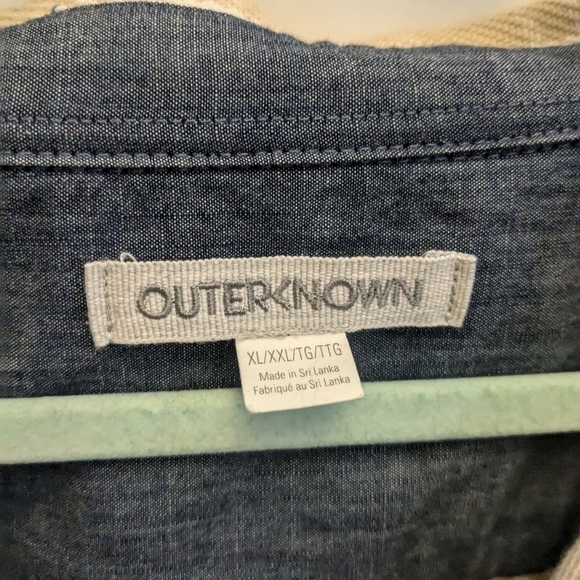 OUTERKNOWN
XL/XXL/TG/TTG
Made in Sri Lanka
Fabriqué au Sri Lanka